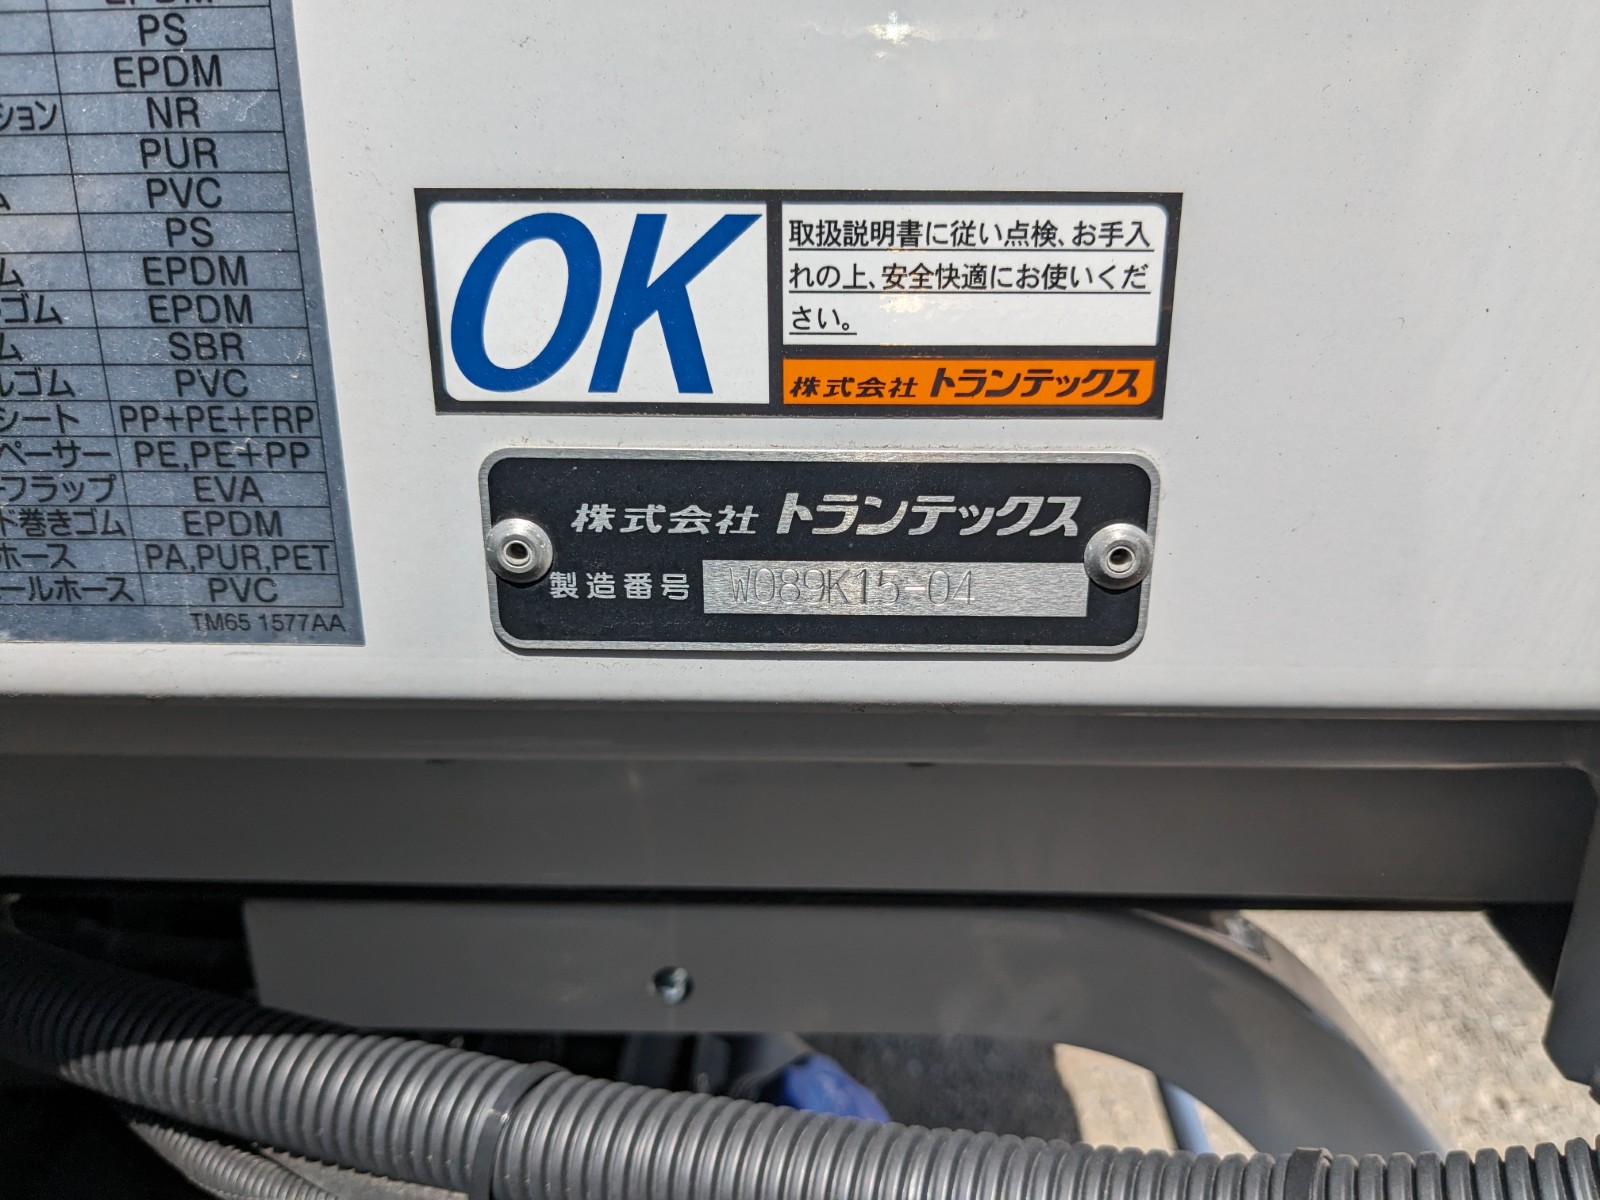 PS
EPDM
ション NR
PUR
PVC
PS
ム EPDM
ゴム EPDM
ム SBR
ルゴム PVC
シート PP+PE+FRP
ペーサー PE,PE+PP
フラップ EVA
ド巻きゴム EPDM
ホース PA,PUR,PET
ールホース PVC
TM65 1577AA
OK
取扱説明書に従い点検、お手入
れの上、安全快適にお使いくだ
さい。
株式会社 トランテックス
株式会社 トランテックス
製造番号 W089K15-04